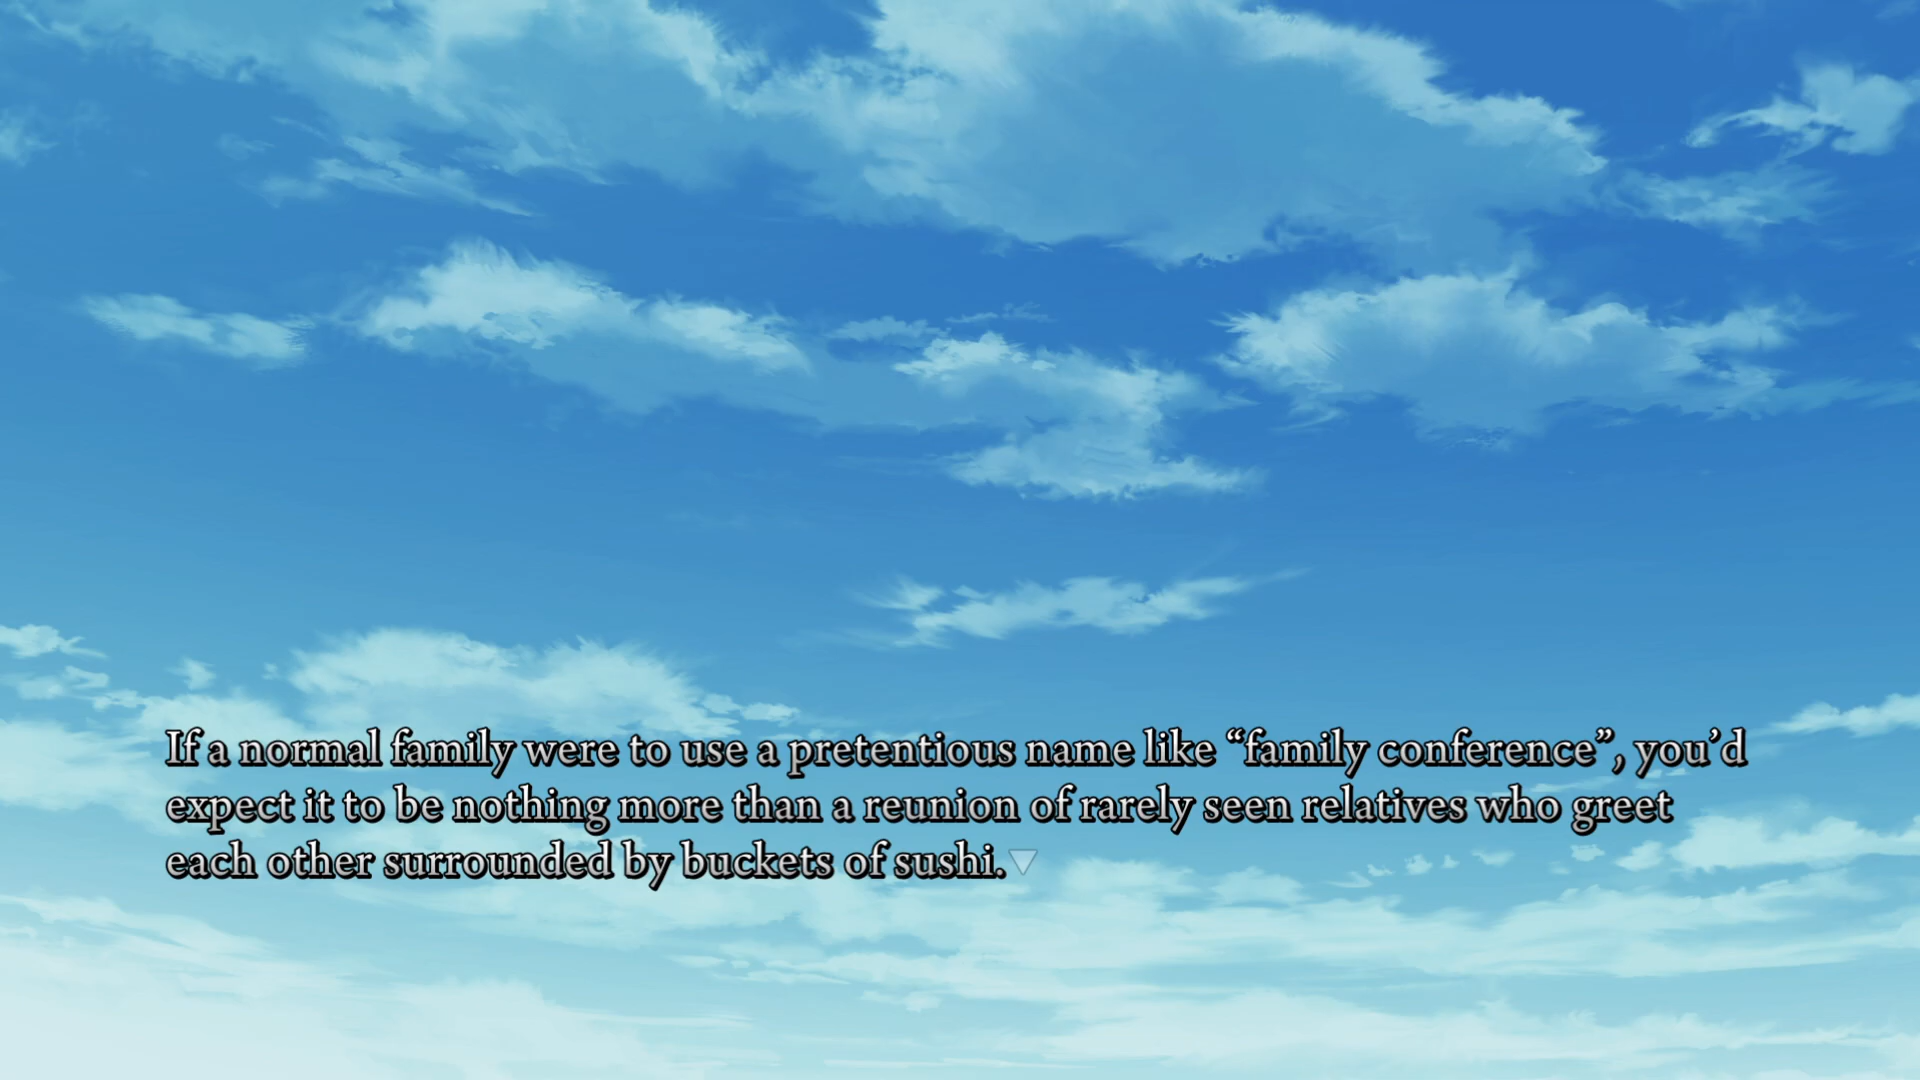 If a normal family were to use a pretentious name like “family conference”, you’d
expect it to be nothing more than a reunion of rarely seen relatives who greet
each other surrounded by buckets of sushi.